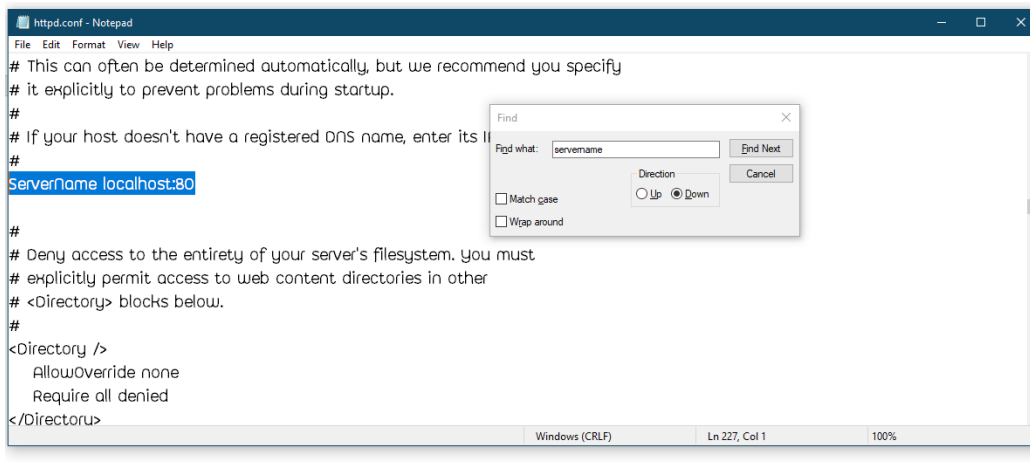 httpd.conf - Notepad
File Edit Format View Help
# This can often be determined automatically, but we recommend you specify
# it explicitly to prevent problems during startup.
#
# If your host doesn't have a registered DNS name, enter its
#
ServerName localhost:80
#
# Deny access to the entirety of your server's filesystem. You must
# explicitly permit access to web content directories in other
# <Directory> blocks below.
#
<Directory />
AllowOverride none
Require all denied
</Directory>
Find
Find what: servername Find Next
Direction Cancel
Match case Up Down
Wrap around
Windows (CRLF) Ln 227, Col 1 100%